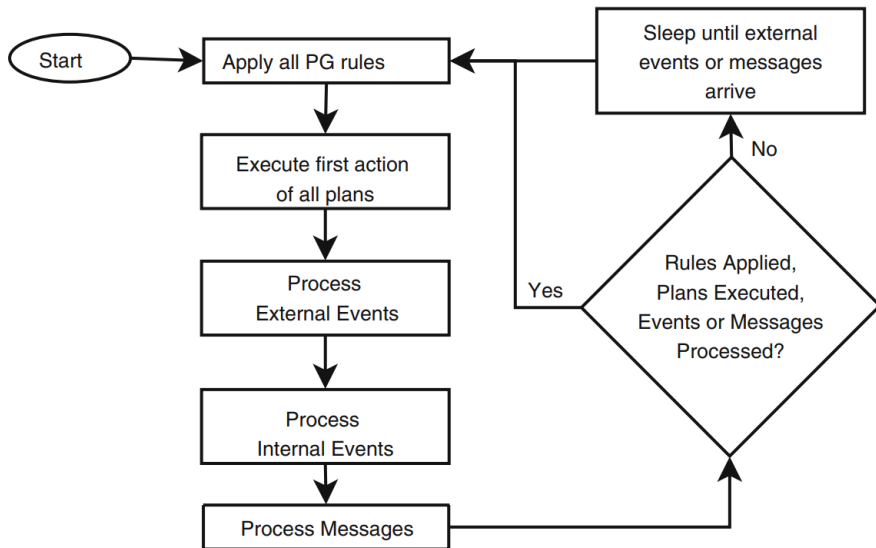 Start
Apply all PG rules
Execute first action
of all plans
Process
External Events
Process
Internal Events
Process Messages
Rules Applied,
Plans Executed,
Events or Messages
Processed?
Yes
No
Sleep until external
events or messages
arrive